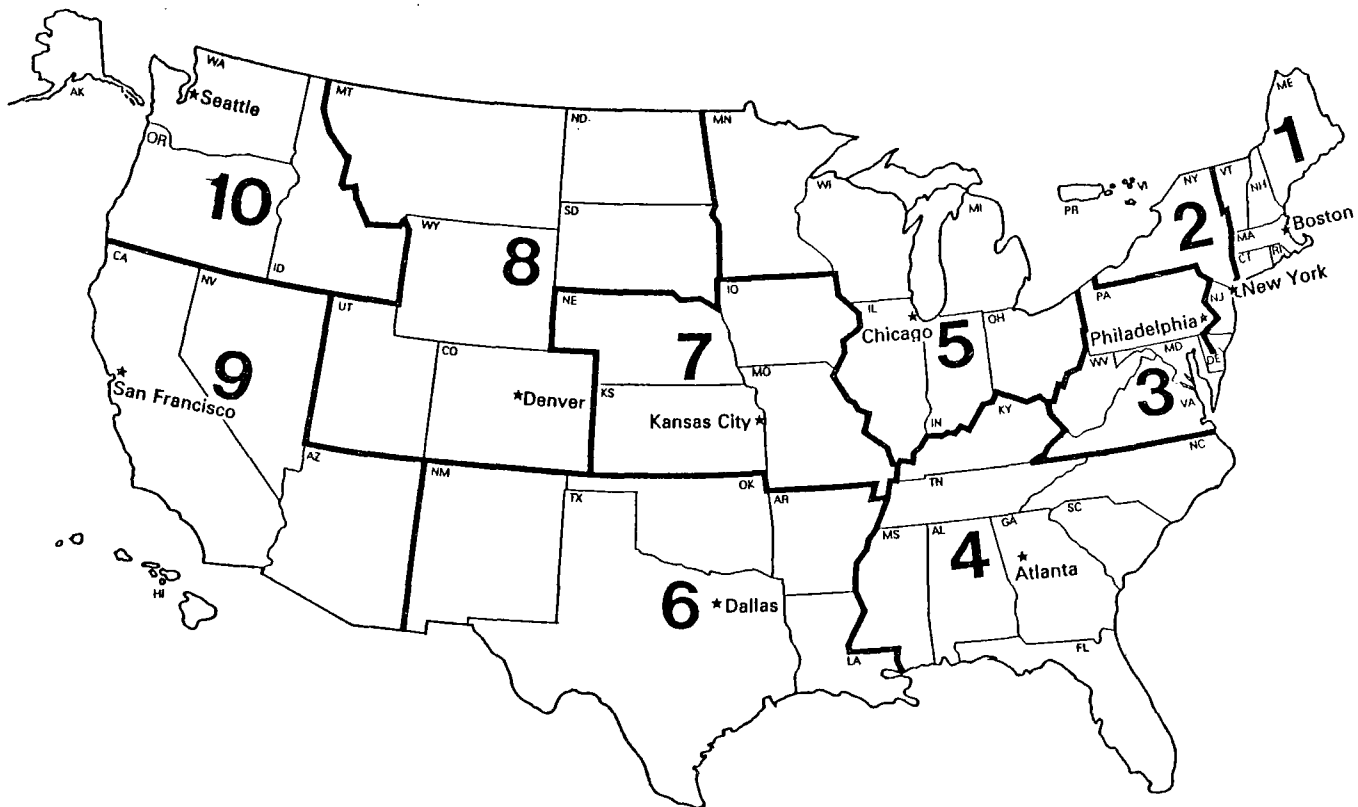 WA
AK
★Seattle
MT
ND.
MN
ME
OR
1
WI
MI
PR
VI
NY
VT
NH
10
SD
WY
2
MA
★Boston
CT
RI
CA
NV
ID
UT
8
NE
IO
IL
Chicago★
OH
PA
NJ
★New York
Philadelphia★
9
CO
7
5
MO
WV
MD
DE
★San Francisco
★Denver
KS
Kansas City★
IN
KY
3
VA
AZ
NM
TX
OK
AR
TN
NC
MS
AL
GA
SC
4
★Atlanta
HI
6
★Dallas
LA
FL